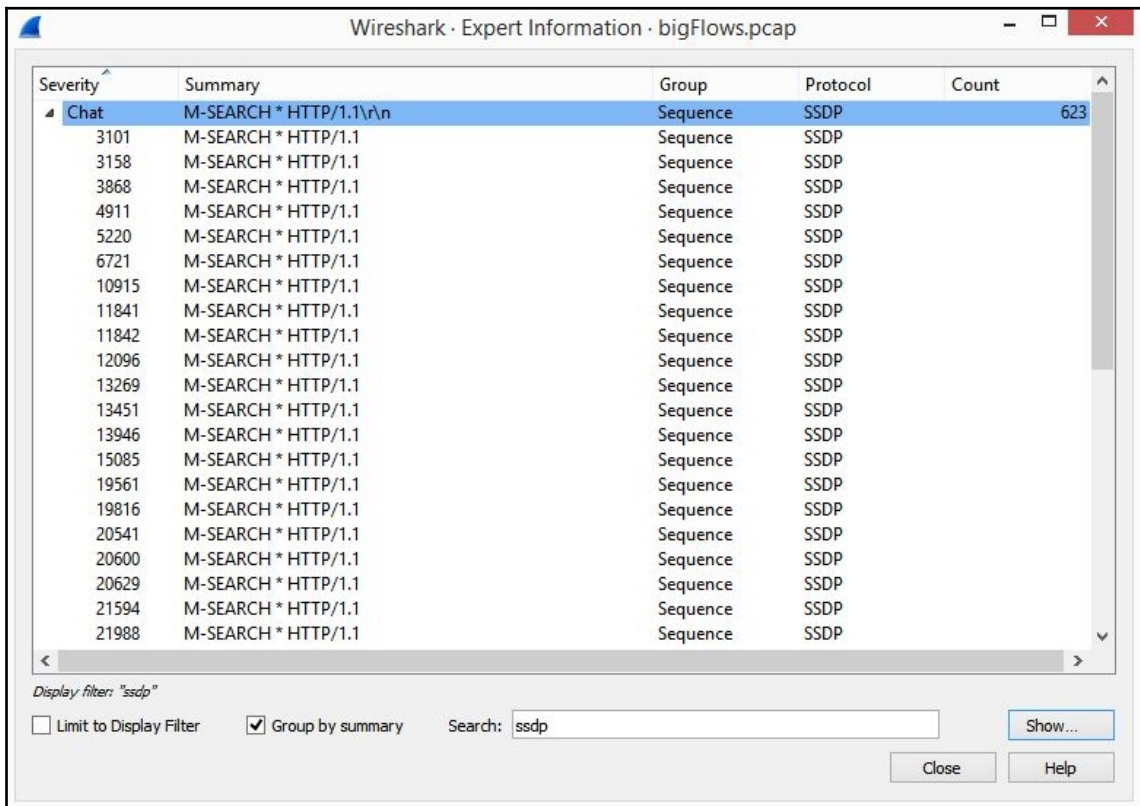 Wireshark · Expert Information · bigFlows.pcap
Severity Summary Group Protocol Count
Chat M-SEARCH * HTTP/1.1\r\n Sequence SSDP 623
3101 M-SEARCH * HTTP/1.1 Sequence SSDP
3158 M-SEARCH * HTTP/1.1 Sequence SSDP
3868 M-SEARCH * HTTP/1.1 Sequence SSDP
4911 M-SEARCH * HTTP/1.1 Sequence SSDP
5220 M-SEARCH * HTTP/1.1 Sequence SSDP
6721 M-SEARCH * HTTP/1.1 Sequence SSDP
10915 M-SEARCH * HTTP/1.1 Sequence SSDP
11841 M-SEARCH * HTTP/1.1 Sequence SSDP
11842 M-SEARCH * HTTP/1.1 Sequence SSDP
12096 M-SEARCH * HTTP/1.1 Sequence SSDP
13269 M-SEARCH * HTTP/1.1 Sequence SSDP
13451 M-SEARCH * HTTP/1.1 Sequence SSDP
13946 M-SEARCH * HTTP/1.1 Sequence SSDP
15085 M-SEARCH * HTTP/1.1 Sequence SSDP
19561 M-SEARCH * HTTP/1.1 Sequence SSDP
19816 M-SEARCH * HTTP/1.1 Sequence SSDP
20541 M-SEARCH * HTTP/1.1 Sequence SSDP
20600 M-SEARCH * HTTP/1.1 Sequence SSDP
20629 M-SEARCH * HTTP/1.1 Sequence SSDP
21594 M-SEARCH * HTTP/1.1 Sequence SSDP
21988 M-SEARCH * HTTP/1.1 Sequence SSDP
Display filter: "ssdp"
Limit to Display Filter Group by summary Search: ssdp Show...
Close Help